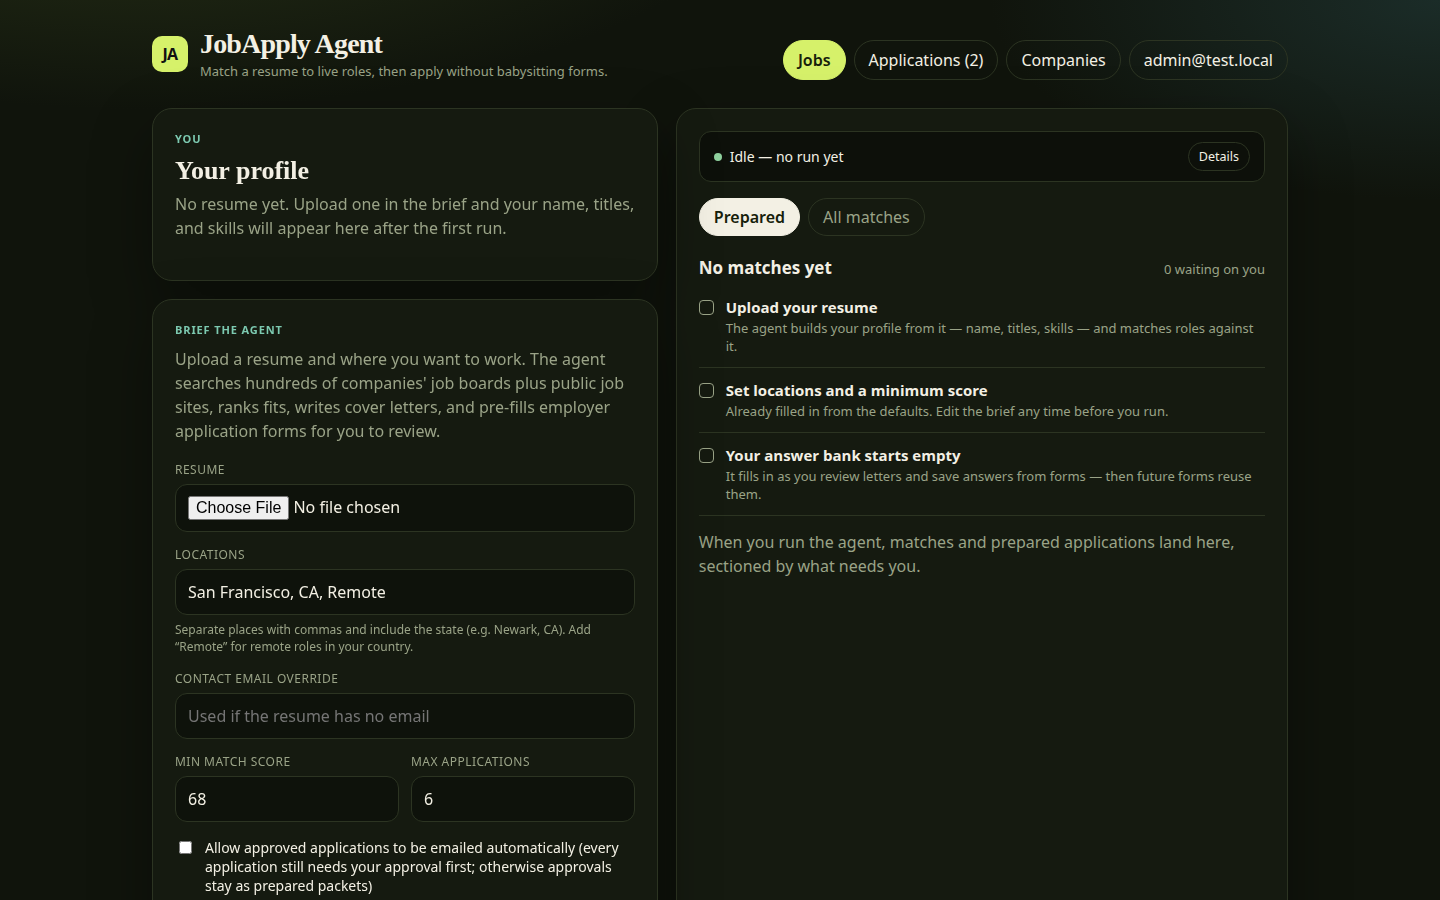 JA
JobApply Agent
Match a resume to live roles, then apply without babysitting forms.
Jobs
Applications (2)
Companies
admin@test.local
YOU
Your profile
No resume yet. Upload one in the brief and your name, titles,
and skills will appear here after the first run.
BRIEF THE AGENT
Upload a resume and where you want to work. The agent
searches hundreds of companies' job boards plus public job
sites, ranks fits, writes cover letters, and pre-fills employer
application forms for you to review.
RESUME
Choose File No file chosen
LOCATIONS
San Francisco, CA, Remote
Separate places with commas and include the state (e.g. Newark, CA). Add
“Remote” for remote roles in your country.
CONTACT EMAIL OVERRIDE
Used if the resume has no email
MIN MATCH SCORE
68
MAX APPLICATIONS
6
Allow approved applications to be emailed automatically (every
application still needs your approval first; otherwise approvals
stay as prepared packets)
Idle — no run yet
Details
Prepared
All matches
No matches yet
0 waiting on you
Upload your resume
The agent builds your profile from it — name, titles, skills — and matches roles against
it.
Set locations and a minimum score
Already filled in from the defaults. Edit the brief any time before you run.
Your answer bank starts empty
It fills in as you review letters and save answers from forms — then future forms reuse
them.
When you run the agent, matches and prepared applications land here,
sectioned by what needs you.